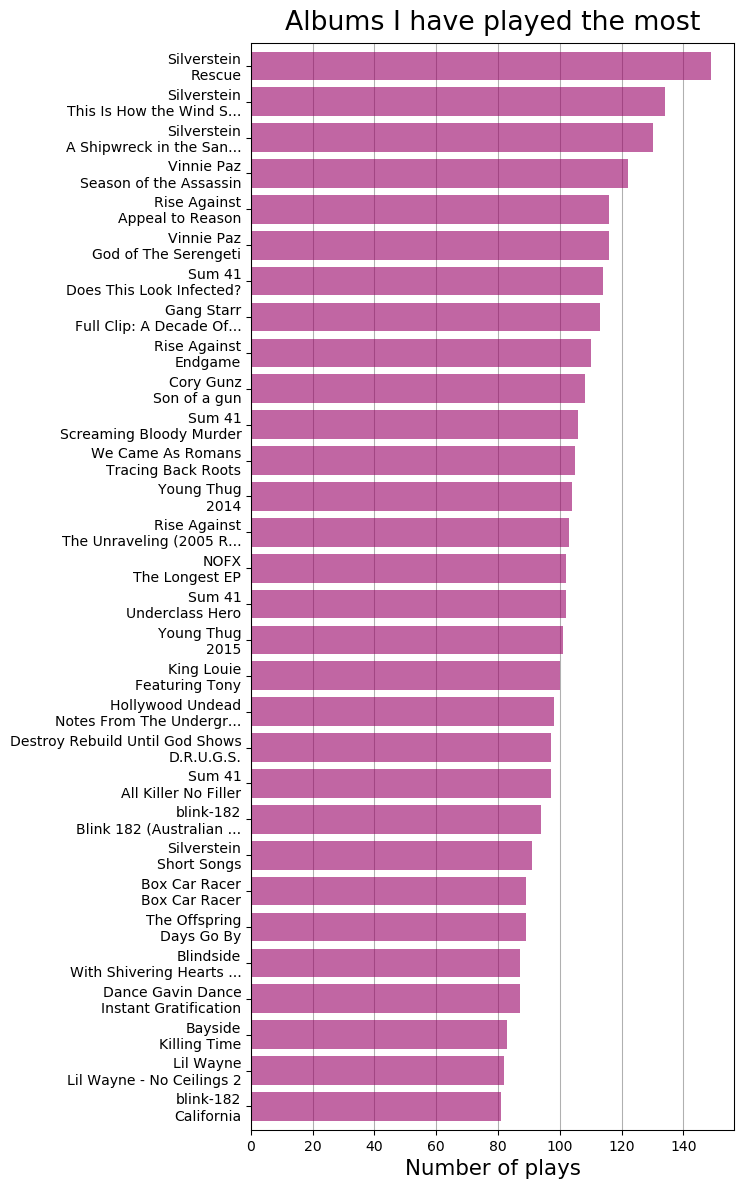 Albums I have played the most
Silverstein
Rescue
Silverstein
This Is How the Wind S...
Silverstein
A Shipwreck in the San...
Vinnie Paz
Season of the Assassin
Rise Against
Appeal to Reason
Vinnie Paz
God of The Serengeti
Sum 41
Does This Look Infected?
Gang Starr
Full Clip: A Decade Of...
Rise Against
Endgame
Cory Gunz
Son of a gun
Sum 41
Screaming Bloody Murder
We Came As Romans
Tracing Back Roots
Young Thug
2014
Rise Against
The Unraveling (2005 R...
NOFX
The Longest EP
Sum 41
Underclass Hero
Young Thug
2015
King Louie
Featuring Tony
Hollywood Undead
Notes From The Undergr...
Destroy Rebuild Until God Shows
D.R.U.G.S.
Sum 41
All Killer No Filler
blink-182
Blink 182 (Australian ...
Silverstein
Short Songs
Box Car Racer
Box Car Racer
The Offspring
Days Go By
Blindside
With Shivering Hearts ...
Dance Gavin Dance
Instant Gratification
Bayside
Killing Time
Lil Wayne
Lil Wayne - No Ceilings 2
blink-182
California
0 20 40 60 80 100 120 140
Number of plays